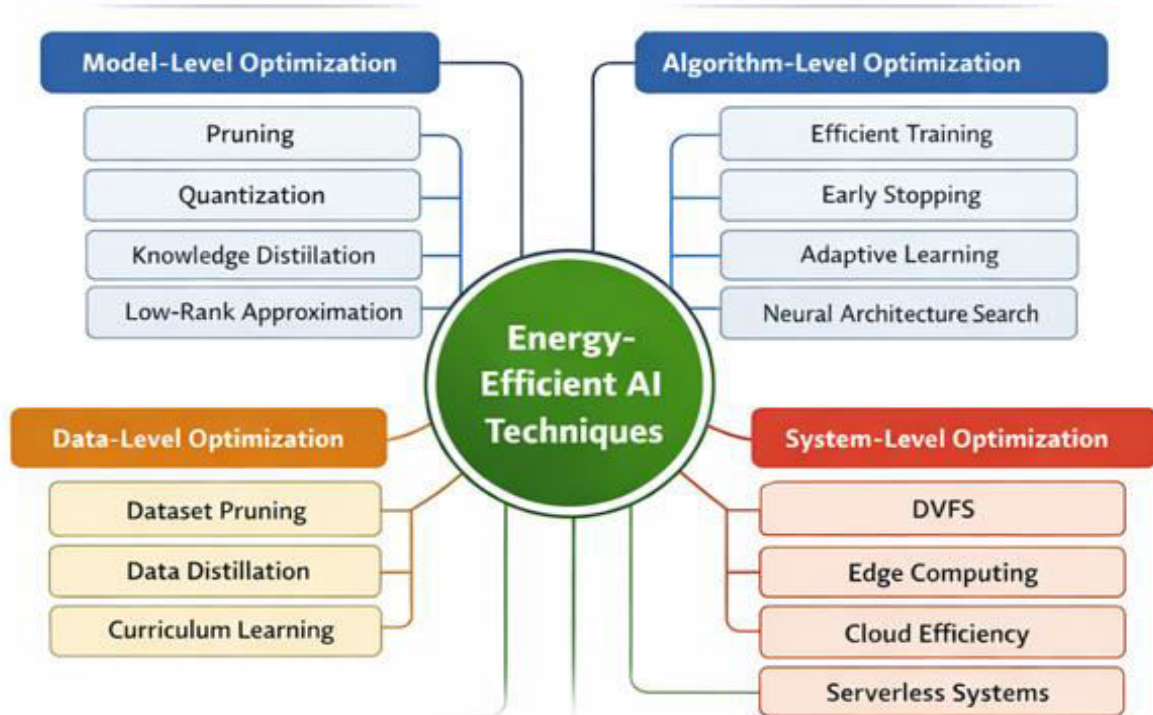 Model-Level Optimization
Pruning
Quantization
Knowledge Distillation
Low-Rank Approximation
Algorithm-Level Optimization
Efficient Training
Early Stopping
Adaptive Learning
Neural Architecture Search
Energy-
Efficient AI
Techniques
Data-Level Optimization
Dataset Pruning
Data Distillation
Curriculum Learning
System-Level Optimization
DVFS
Edge Computing
Cloud Efficiency
Serverless Systems